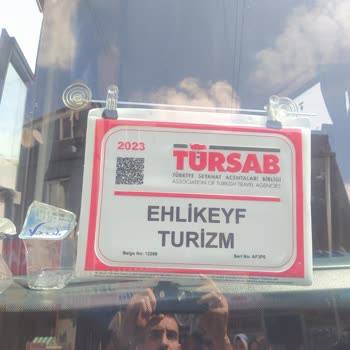 2023
TÜRSAB
TÜRKİYE SEYAHAT ACENTALARI BİRLİĞİ
ASSOCIATION OF TURKISH TRAVEL AGENCIES
EHLİKEYF
TURİZM
Belge No: 12098
Seri No: AF3P5